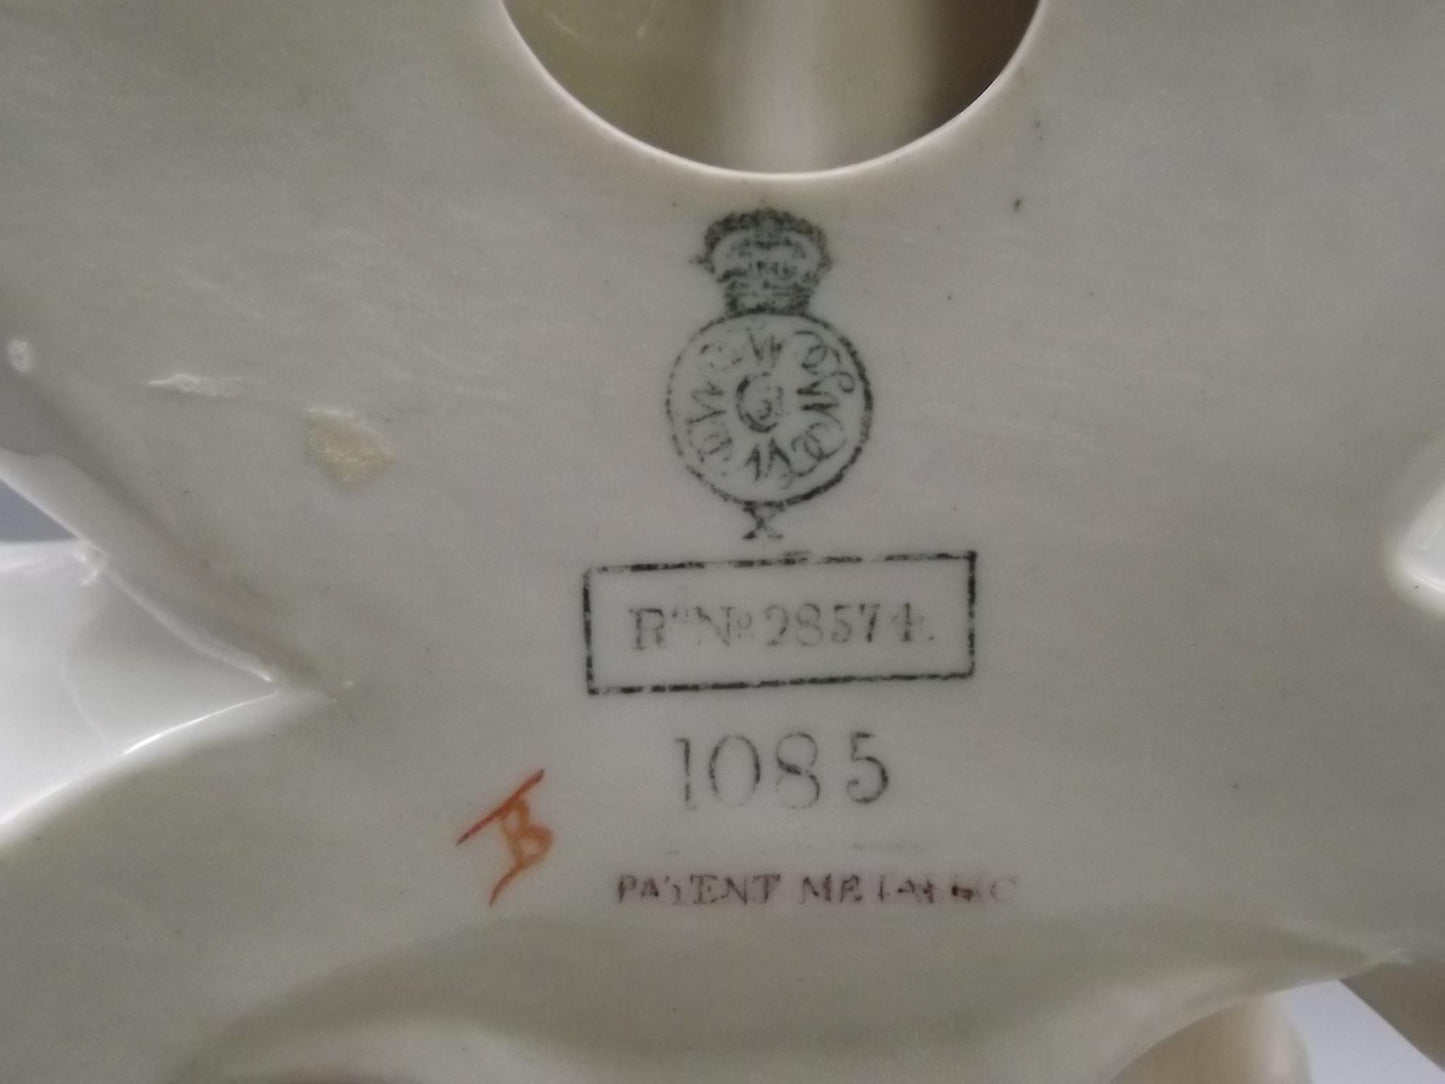 X
Rᵈ Nº 28574.
1085
B
PATENT METALLIC